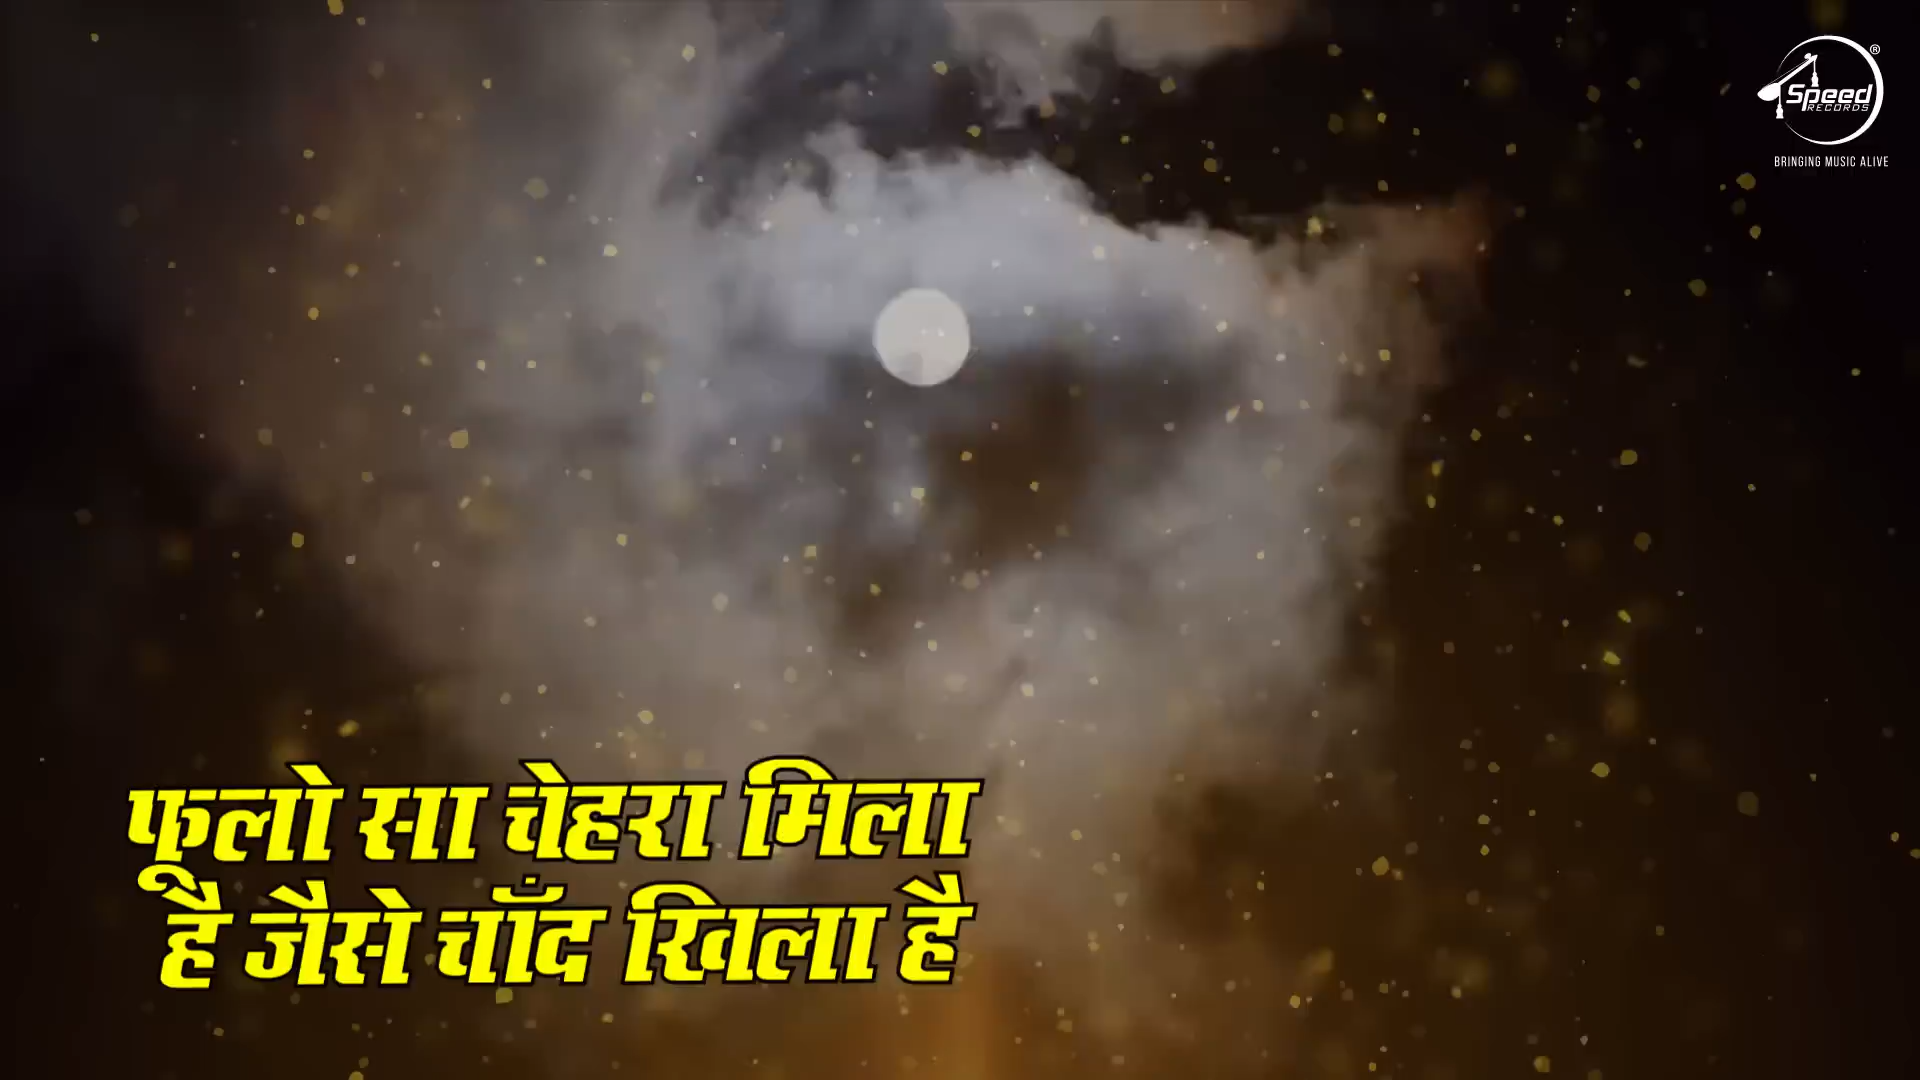 Speed
RECORDS
®
BRINGING MUSIC ALIVE
फूलो सा चेहरा मिला
है जैसे चाँद खिला है